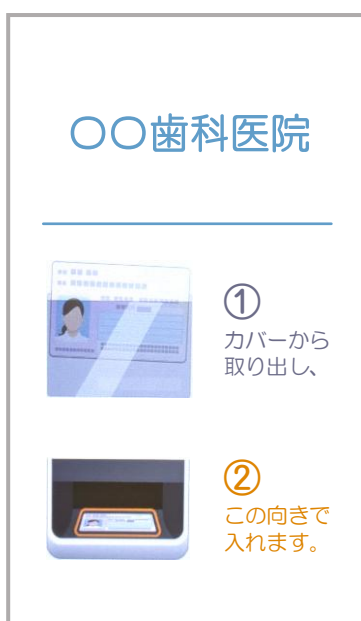 〇〇歯科医院
①
カバーから
取り出し、
②
この向きで
入れます。